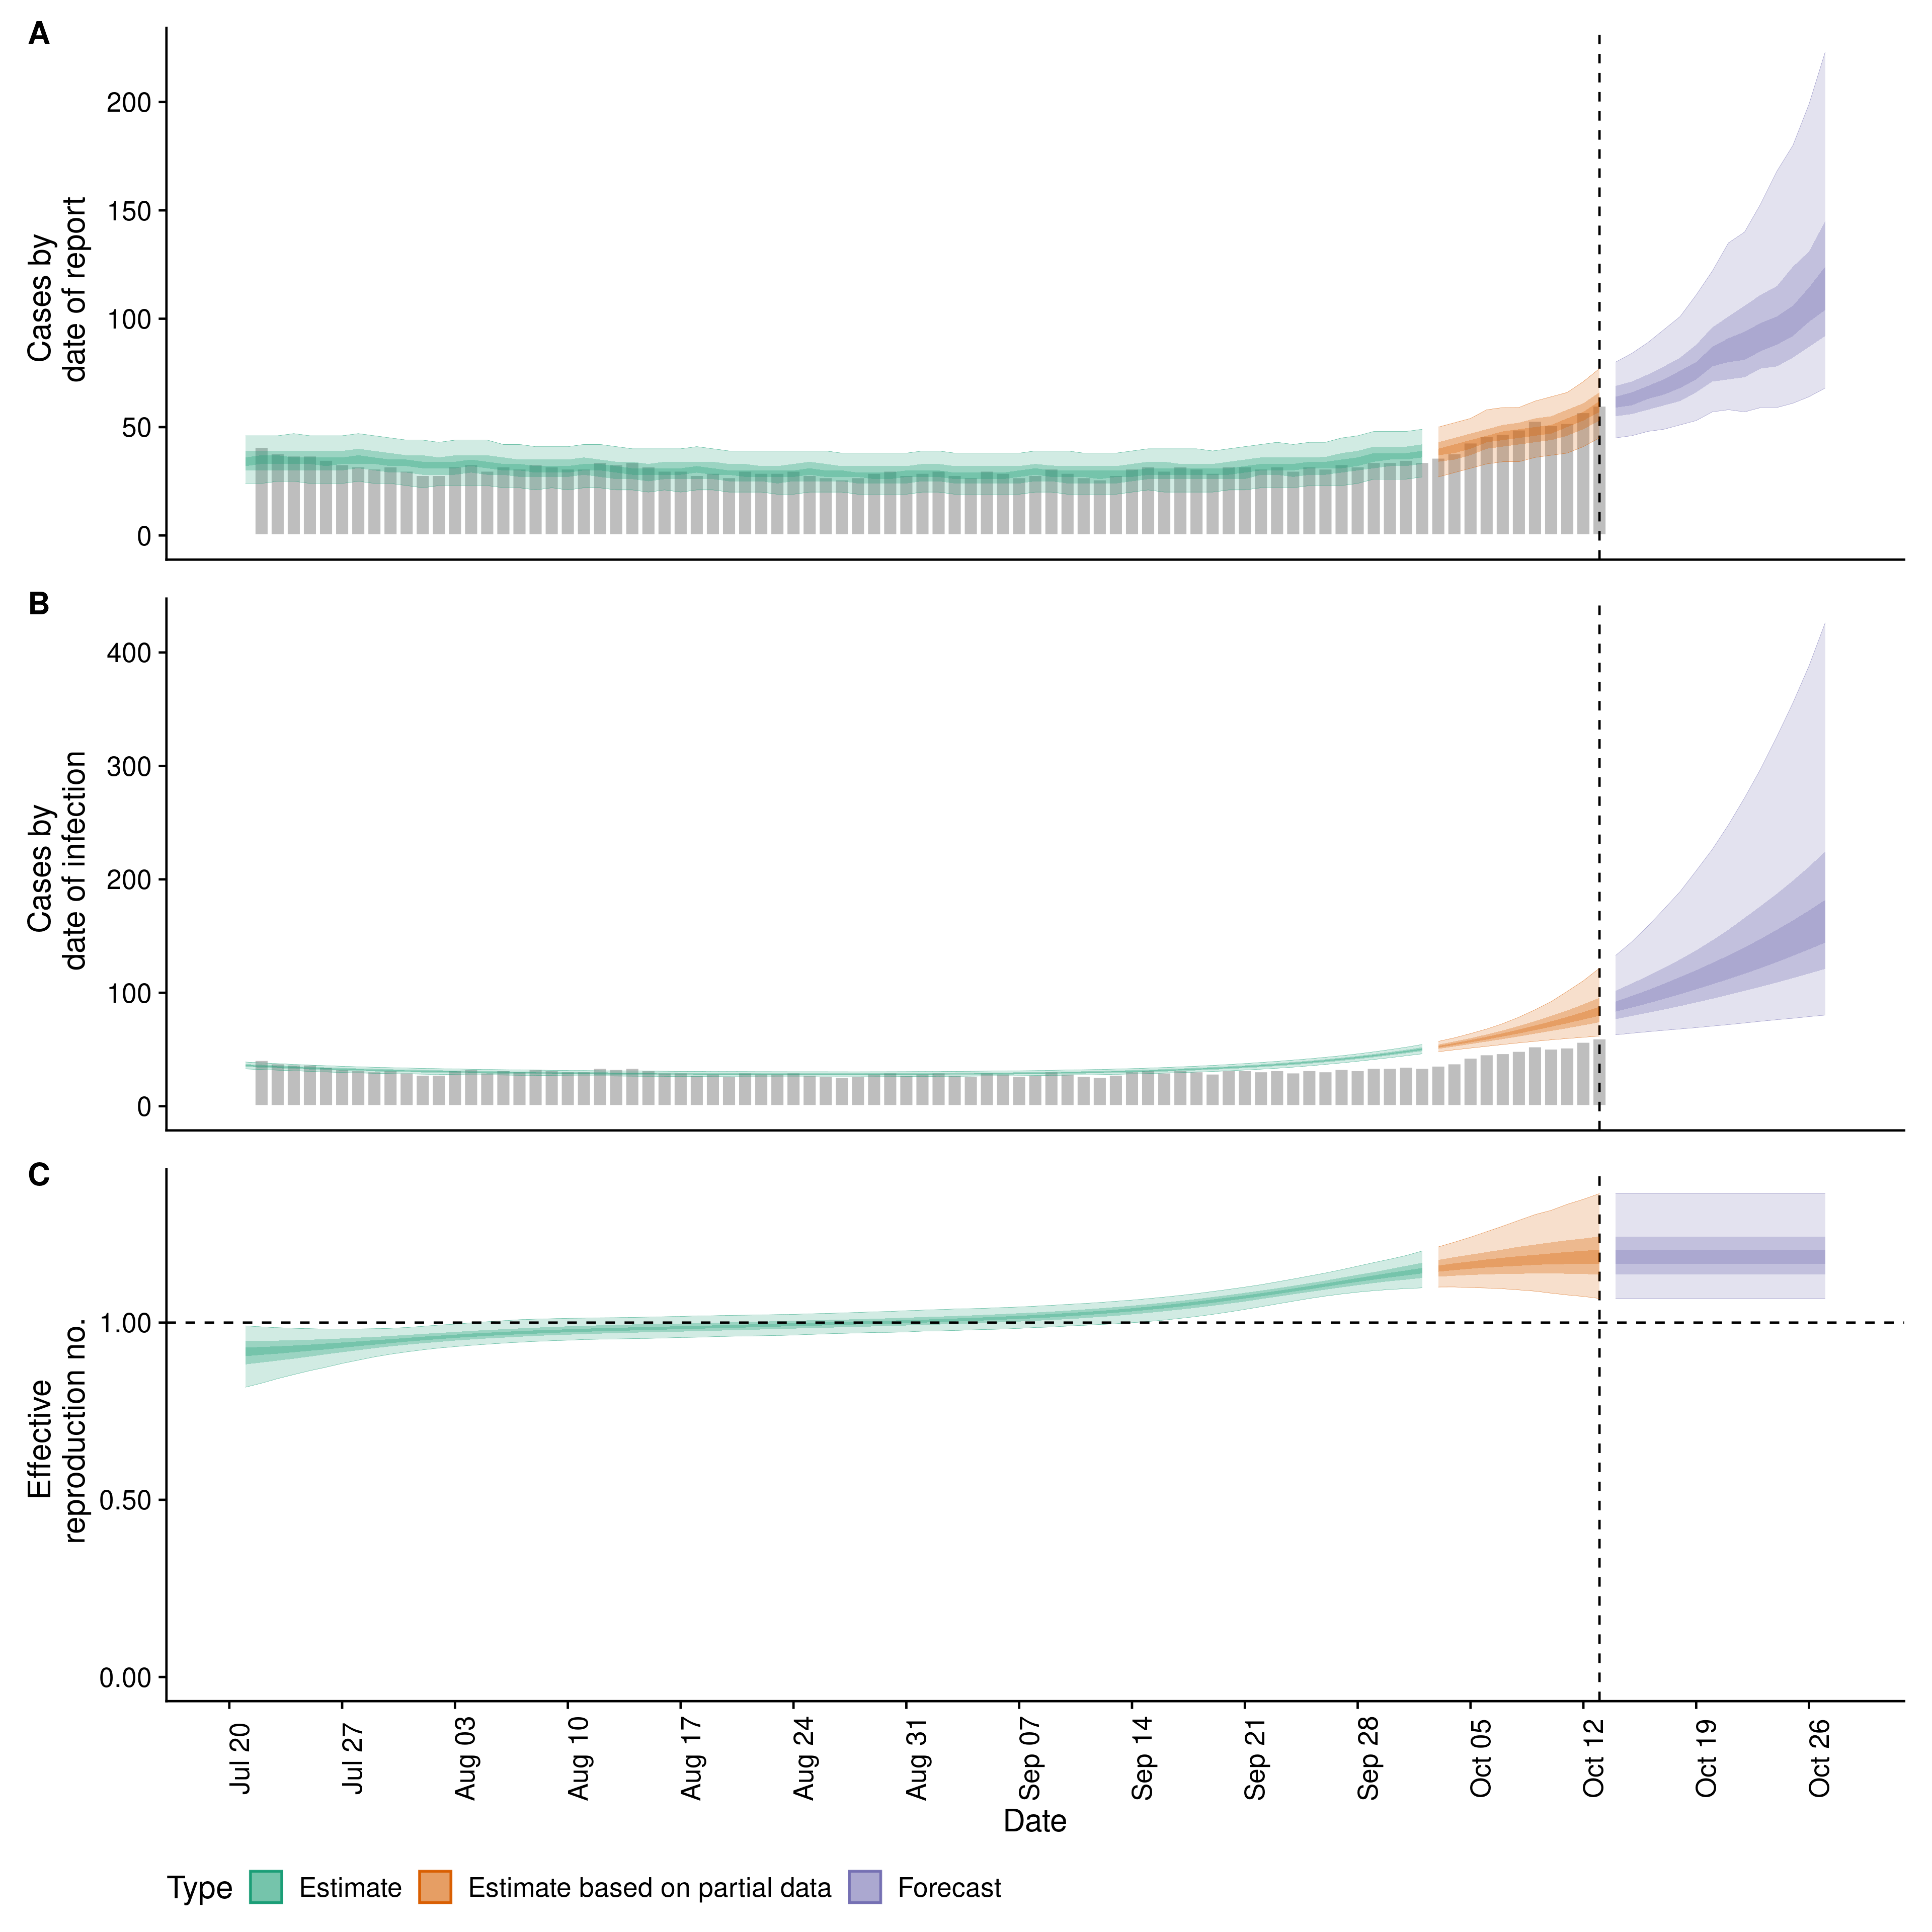 A
Cases by
date of report
200
150
100
50
0
B
Cases by
date of infection
400
300
200
100
0
C
Effective
reproduction no.
1.00
0.50
0.00
Jul 20
Jul 27
Aug 03
Aug 10
Aug 17
Aug 24
Aug 31
Sep 07
Sep 14
Sep 21
Sep 28
Oct 05
Oct 12
Oct 19
Oct 26
Date
Type Estimate Estimate based on partial data Forecast